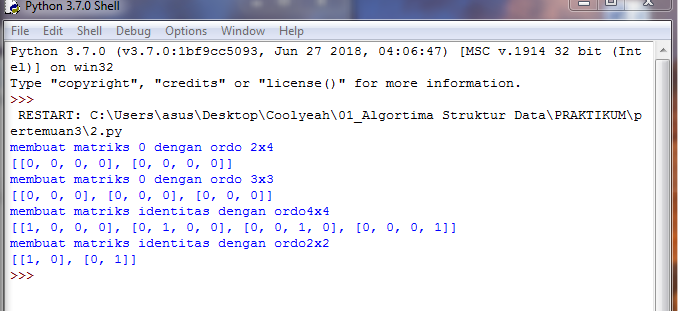 Python 3.7.0 Shell
File Edit Shell Debug Options Window Help
Python 3.7.0 (v3.7.0:1bf9cc5093, Jun 27 2018, 04:06:47) [MSC v.1914 32 bit (Int
el)] on win32
Type "copyright", "credits" or "license()" for more information.
>>>
RESTART: C:\Users\asus\Desktop\Coolyeah\01_Algortima Struktur Data\PRAKTIKUM\p
ertemuan3\2.py
membuat matriks 0 dengan ordo 2x4
[[0, 0, 0, 0], [0, 0, 0, 0]]
membuat matriks 0 dengan ordo 3x3
[[0, 0, 0], [0, 0, 0], [0, 0, 0]]
membuat matriks identitas dengan ordo4x4
[[1, 0, 0, 0], [0, 1, 0, 0], [0, 0, 1, 0], [0, 0, 0, 1]]
membuat matriks identitas dengan ordo2x2
[[1, 0], [0, 1]]
>>>